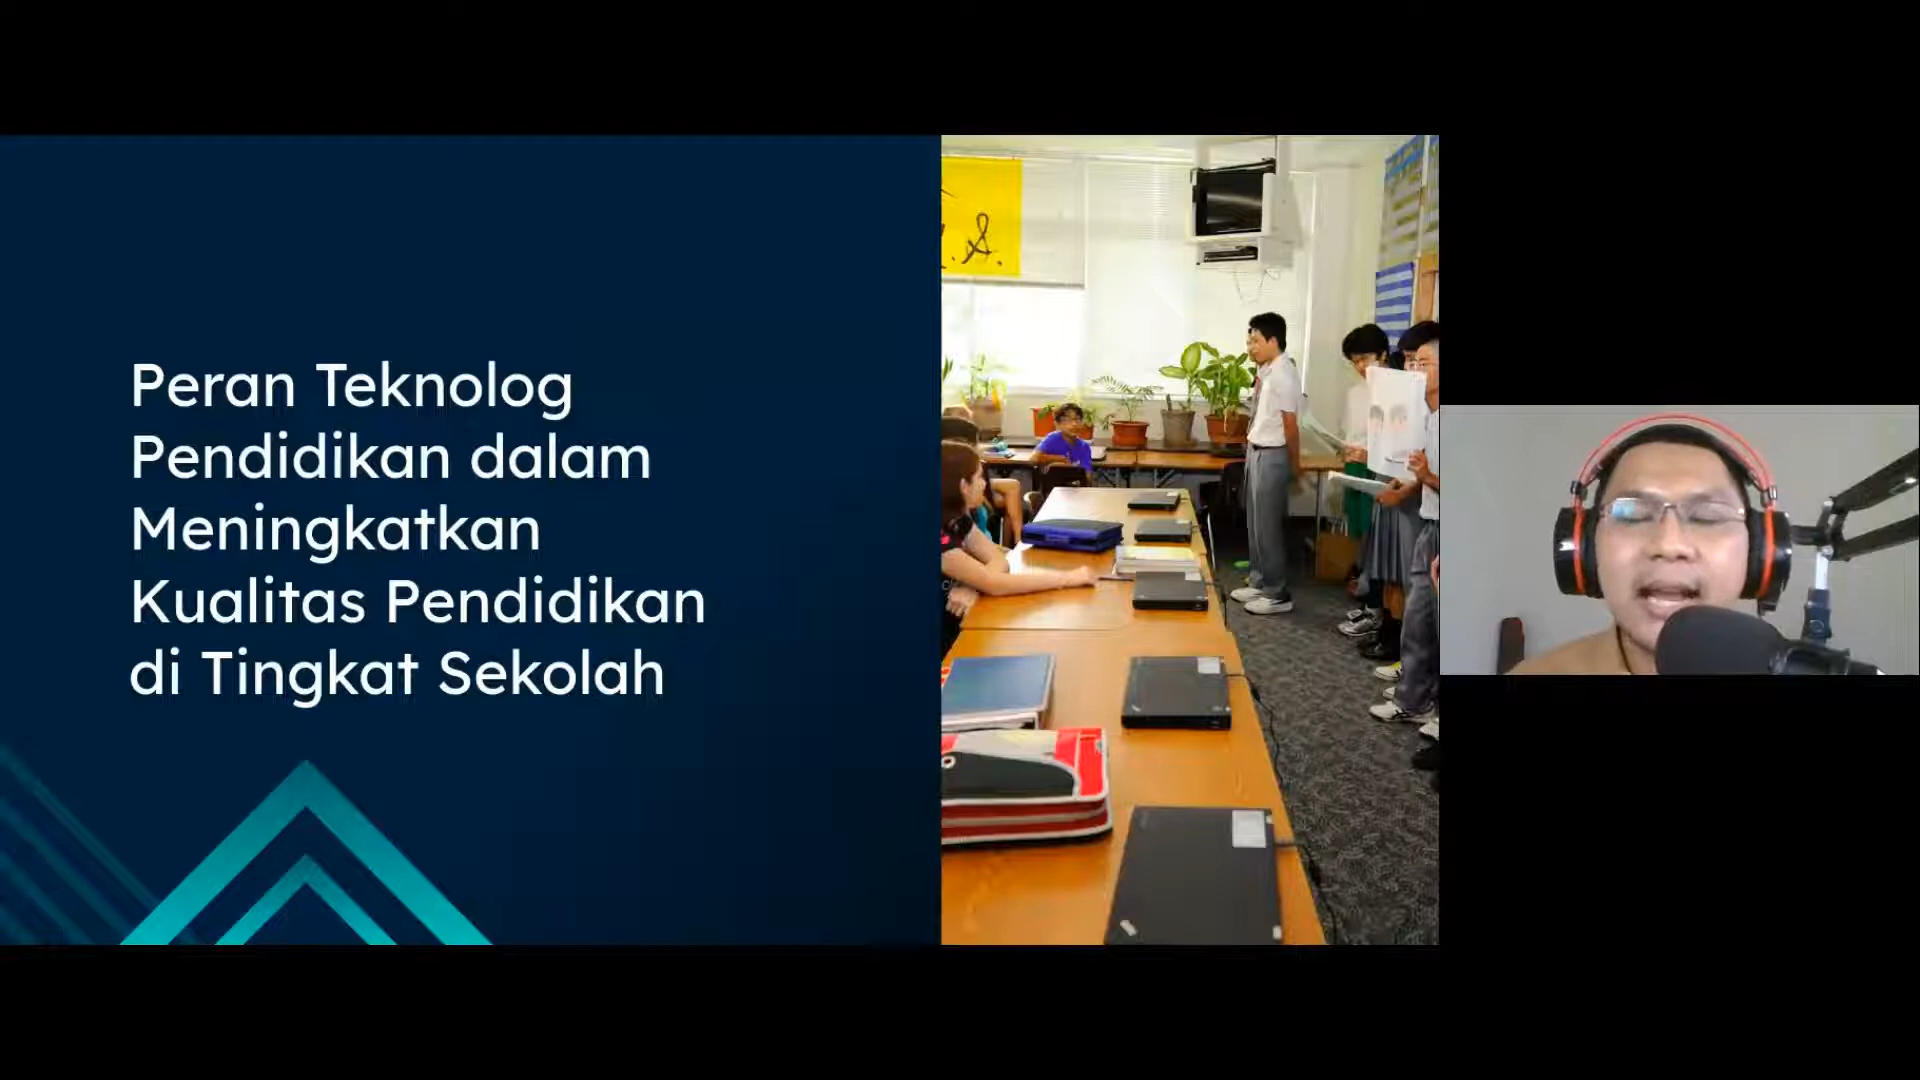 Peran Teknolog
Pendidikan dalam
Meningkatkan
Kualitas Pendidikan
di Tingkat Sekolah